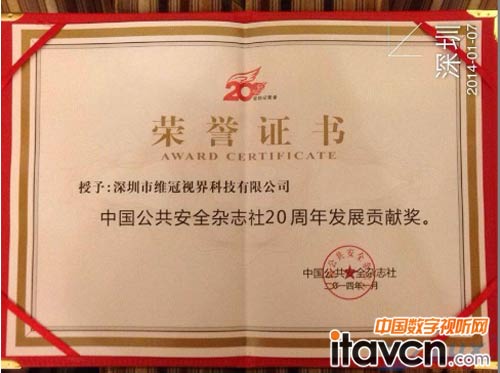 深圳
2014-01-07
20
荣誉证书
AWARD CERTIFICATE
授予:深圳市维冠视界科技有限公司
中国公共安全杂志社20周年发展贡献奖。
中国公共安全杂志社
二〇一四年一月
中国数字视听网
itavcn.com